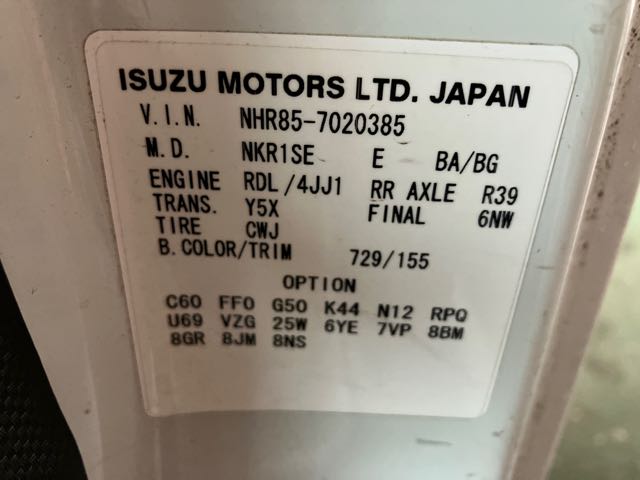 ISUZU MOTORS LTD. JAPAN
V.I.N. NHR85-7020385
M.D. NKR1SE E BA/BG
ENGINE RDL/4JJ1 RR AXLE R39
TRANS. Y5X FINAL 6NW
TIRE CWJ
B.COLOR/TRIM 729/155
OPTION
C60 FF0 G50 K44 N12 RPQ
U69 VZG 25W 6YE 7VP 8BM
8GR 8JM 8NS